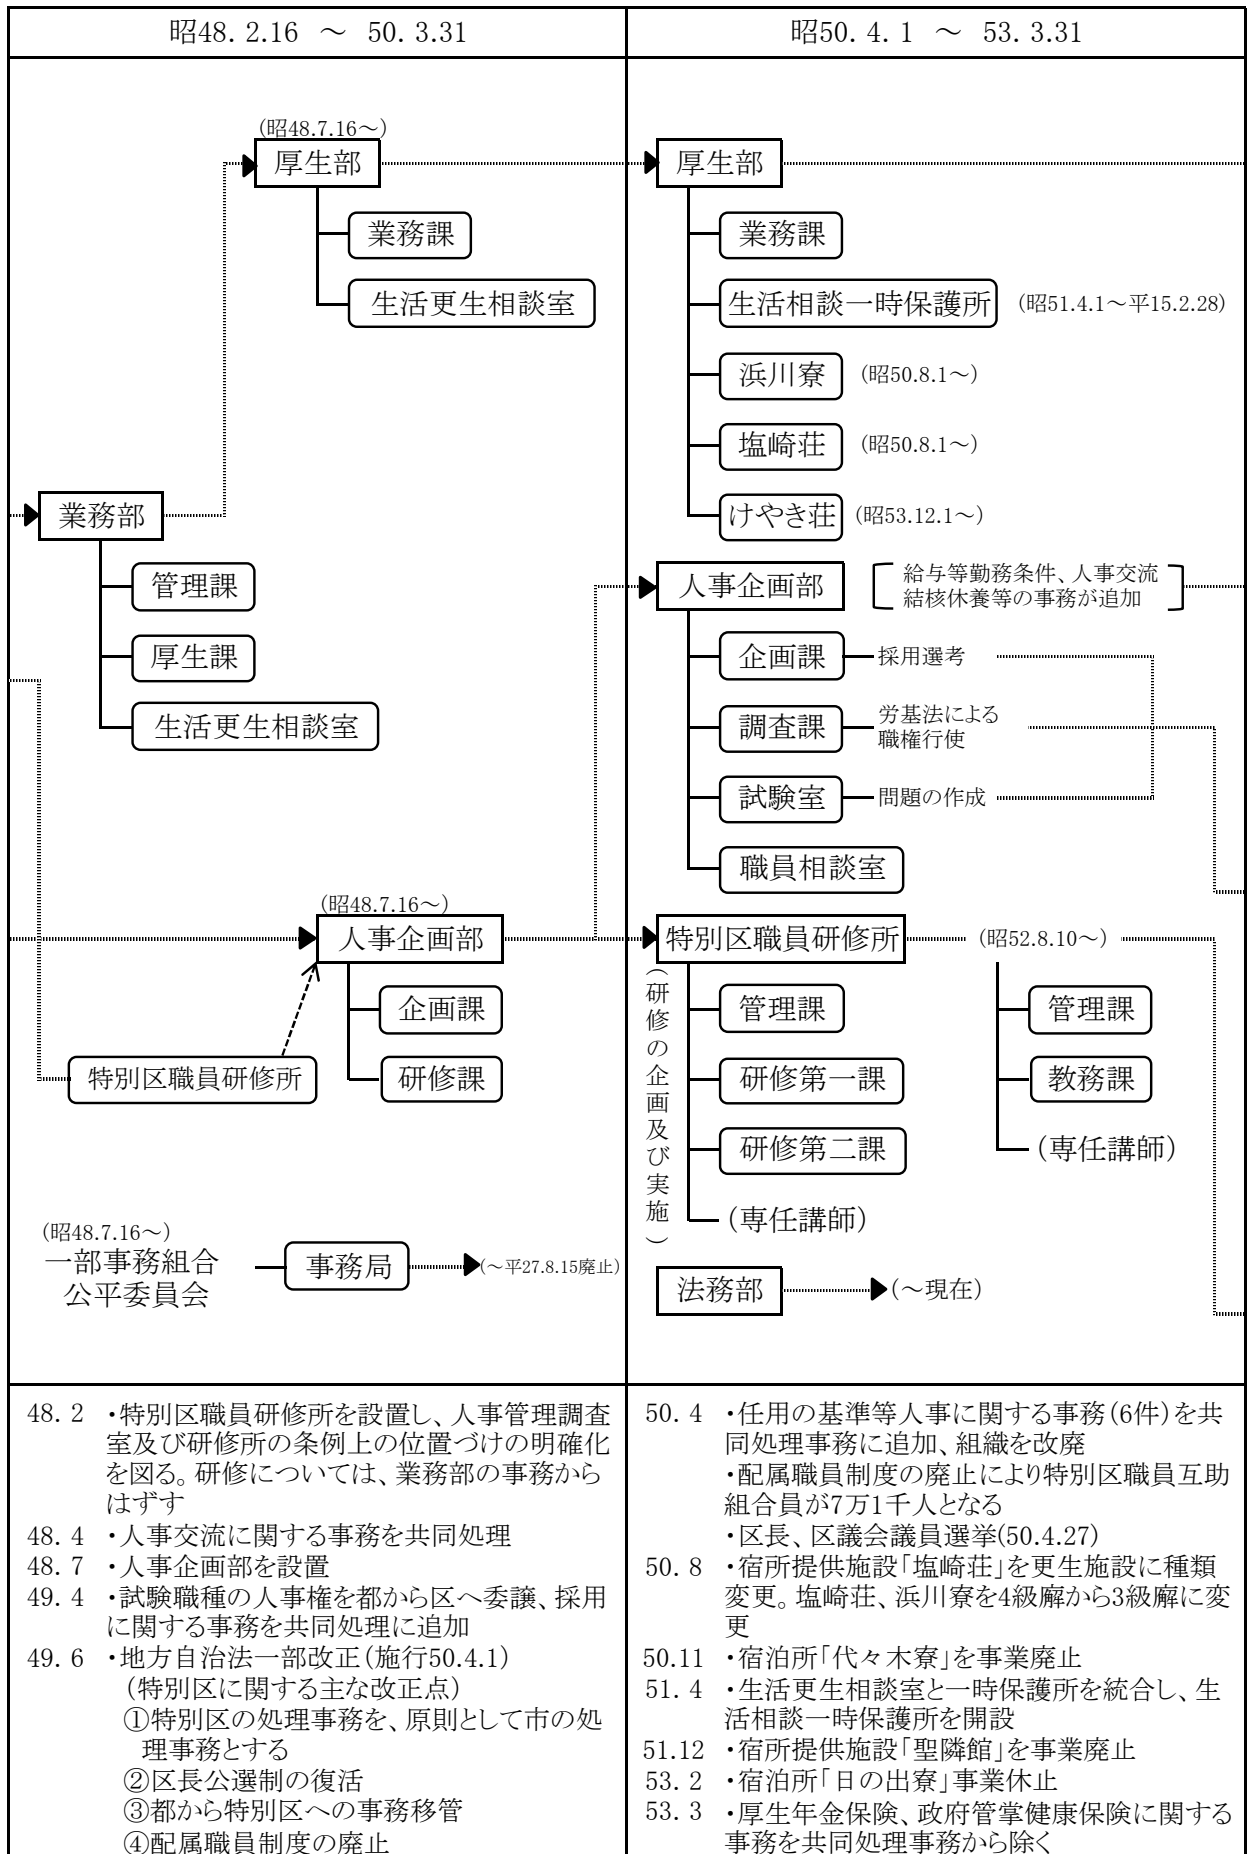 昭48. 2.16 ～ 50. 3.31
(昭48.7.16～)
厚生部
業務課
生活更生相談室
業務部
管理課
厚生課
生活更生相談室
(昭48.7.16～)
人事企画部
企画課
研修課
特別区職員研修所
(昭48.7.16～)
一部事務組合
公平委員会
事務局
(～平27.8.15廃止)
昭50. 4. 1 ～ 53. 3.31
厚生部
業務課
生活相談一時保護所 (昭51.4.1～平15.2.28)
浜川寮 (昭50.8.1～)
塩崎荘 (昭50.8.1～)
けやき荘 (昭53.12.1～)
人事企画部
給与等勤務条件、人事交流
結核休養等の事務が追加
企画課 採用選考
調査課 労基法による
職権行使
試験室 問題の作成
職員相談室
特別区職員研修所 (昭52.8.10～)
(研修の企画及び実施)
管理課
研修第一課
研修第二課
(専任講師)
管理課
教務課
(専任講師)
法務部 (～現在)
48. 2 ・特別区職員研修所を設置し、人事管理調査
室及び研修所の条例上の位置づけの明確化
を図る。研修については、業務部の事務から
はずす
48. 4 ・人事交流に関する事務を共同処理
48. 7 ・人事企画部を設置
49. 4 ・試験職種の人事権を都から区へ委譲、採用
に関する事務を共同処理に追加
49. 6 ・地方自治法一部改正(施行50.4.1)
(特別区に関する主な改正点)
①特別区の処理事務を、原則として市の処
理事務とする
②区長公選制の復活
③都から特別区への事務移管
④配属職員制度の廃止
50. 4 ・任用の基準等人事に関する事務(6件)を共
同処理事務に追加、組織を改廃
・配属職員制度の廃止により特別区職員互助
組合員が7万1千人となる
・区長、区議会議員選挙(50.4.27)
50. 8 ・宿所提供施設「塩崎荘」を更生施設に種類
変更。塩崎荘、浜川寮を4級廨から3級廨に変
更
50.11 ・宿泊所「代々木寮」を事業廃止
51. 4 ・生活更生相談室と一時保護所を統合し、生
活相談一時保護所を開設
51.12 ・宿所提供施設「聖隣館」を事業廃止
53. 2 ・宿泊所「日の出寮」事業休止
53. 3 ・厚生年金保険、政府管掌健康保険に関する
事務を共同処理事務から除く